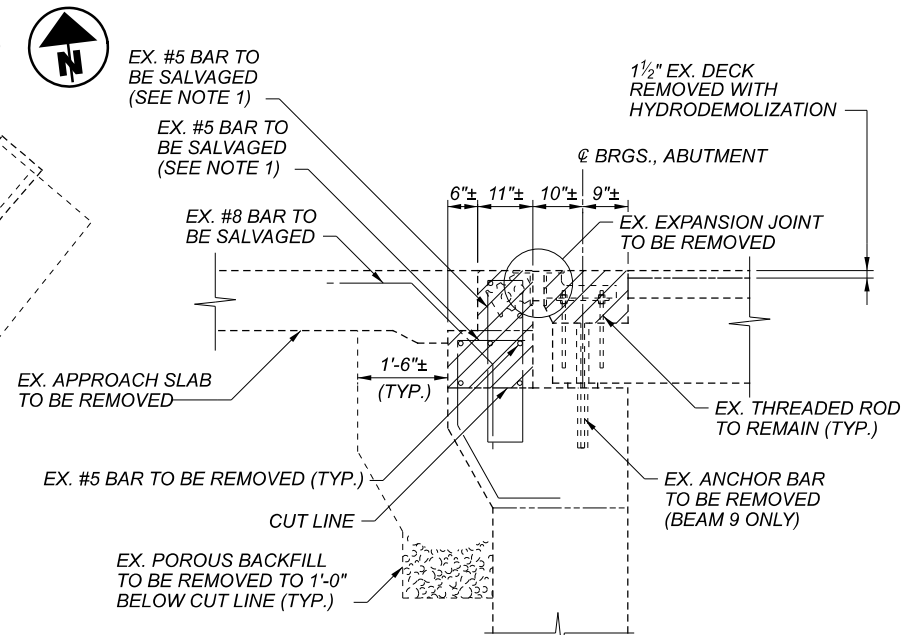 N
EX. #5 BAR TO
BE SALVAGED
(SEE NOTE 1)
EX. #5 BAR TO
BE SALVAGED
(SEE NOTE 1)
EX. #8 BAR TO
BE SALVAGED
1½" EX. DECK
REMOVED WITH
HYDRODEMOLIZATION
℄ BRGS., ABUTMENT
6"± 11"± 10"± 9"±
EX. EXPANSION JOINT
TO BE REMOVED
1'-6"±
(TYP.)
EX. APPROACH SLAB
TO BE REMOVED
EX. THREADED ROD
TO REMAIN (TYP.)
EX. #5 BAR TO BE REMOVED (TYP.)
EX. ANCHOR BAR
TO BE REMOVED
(BEAM 9 ONLY)
CUT LINE
EX. POROUS BACKFILL
TO BE REMOVED TO 1'-0"
BELOW CUT LINE (TYP.)